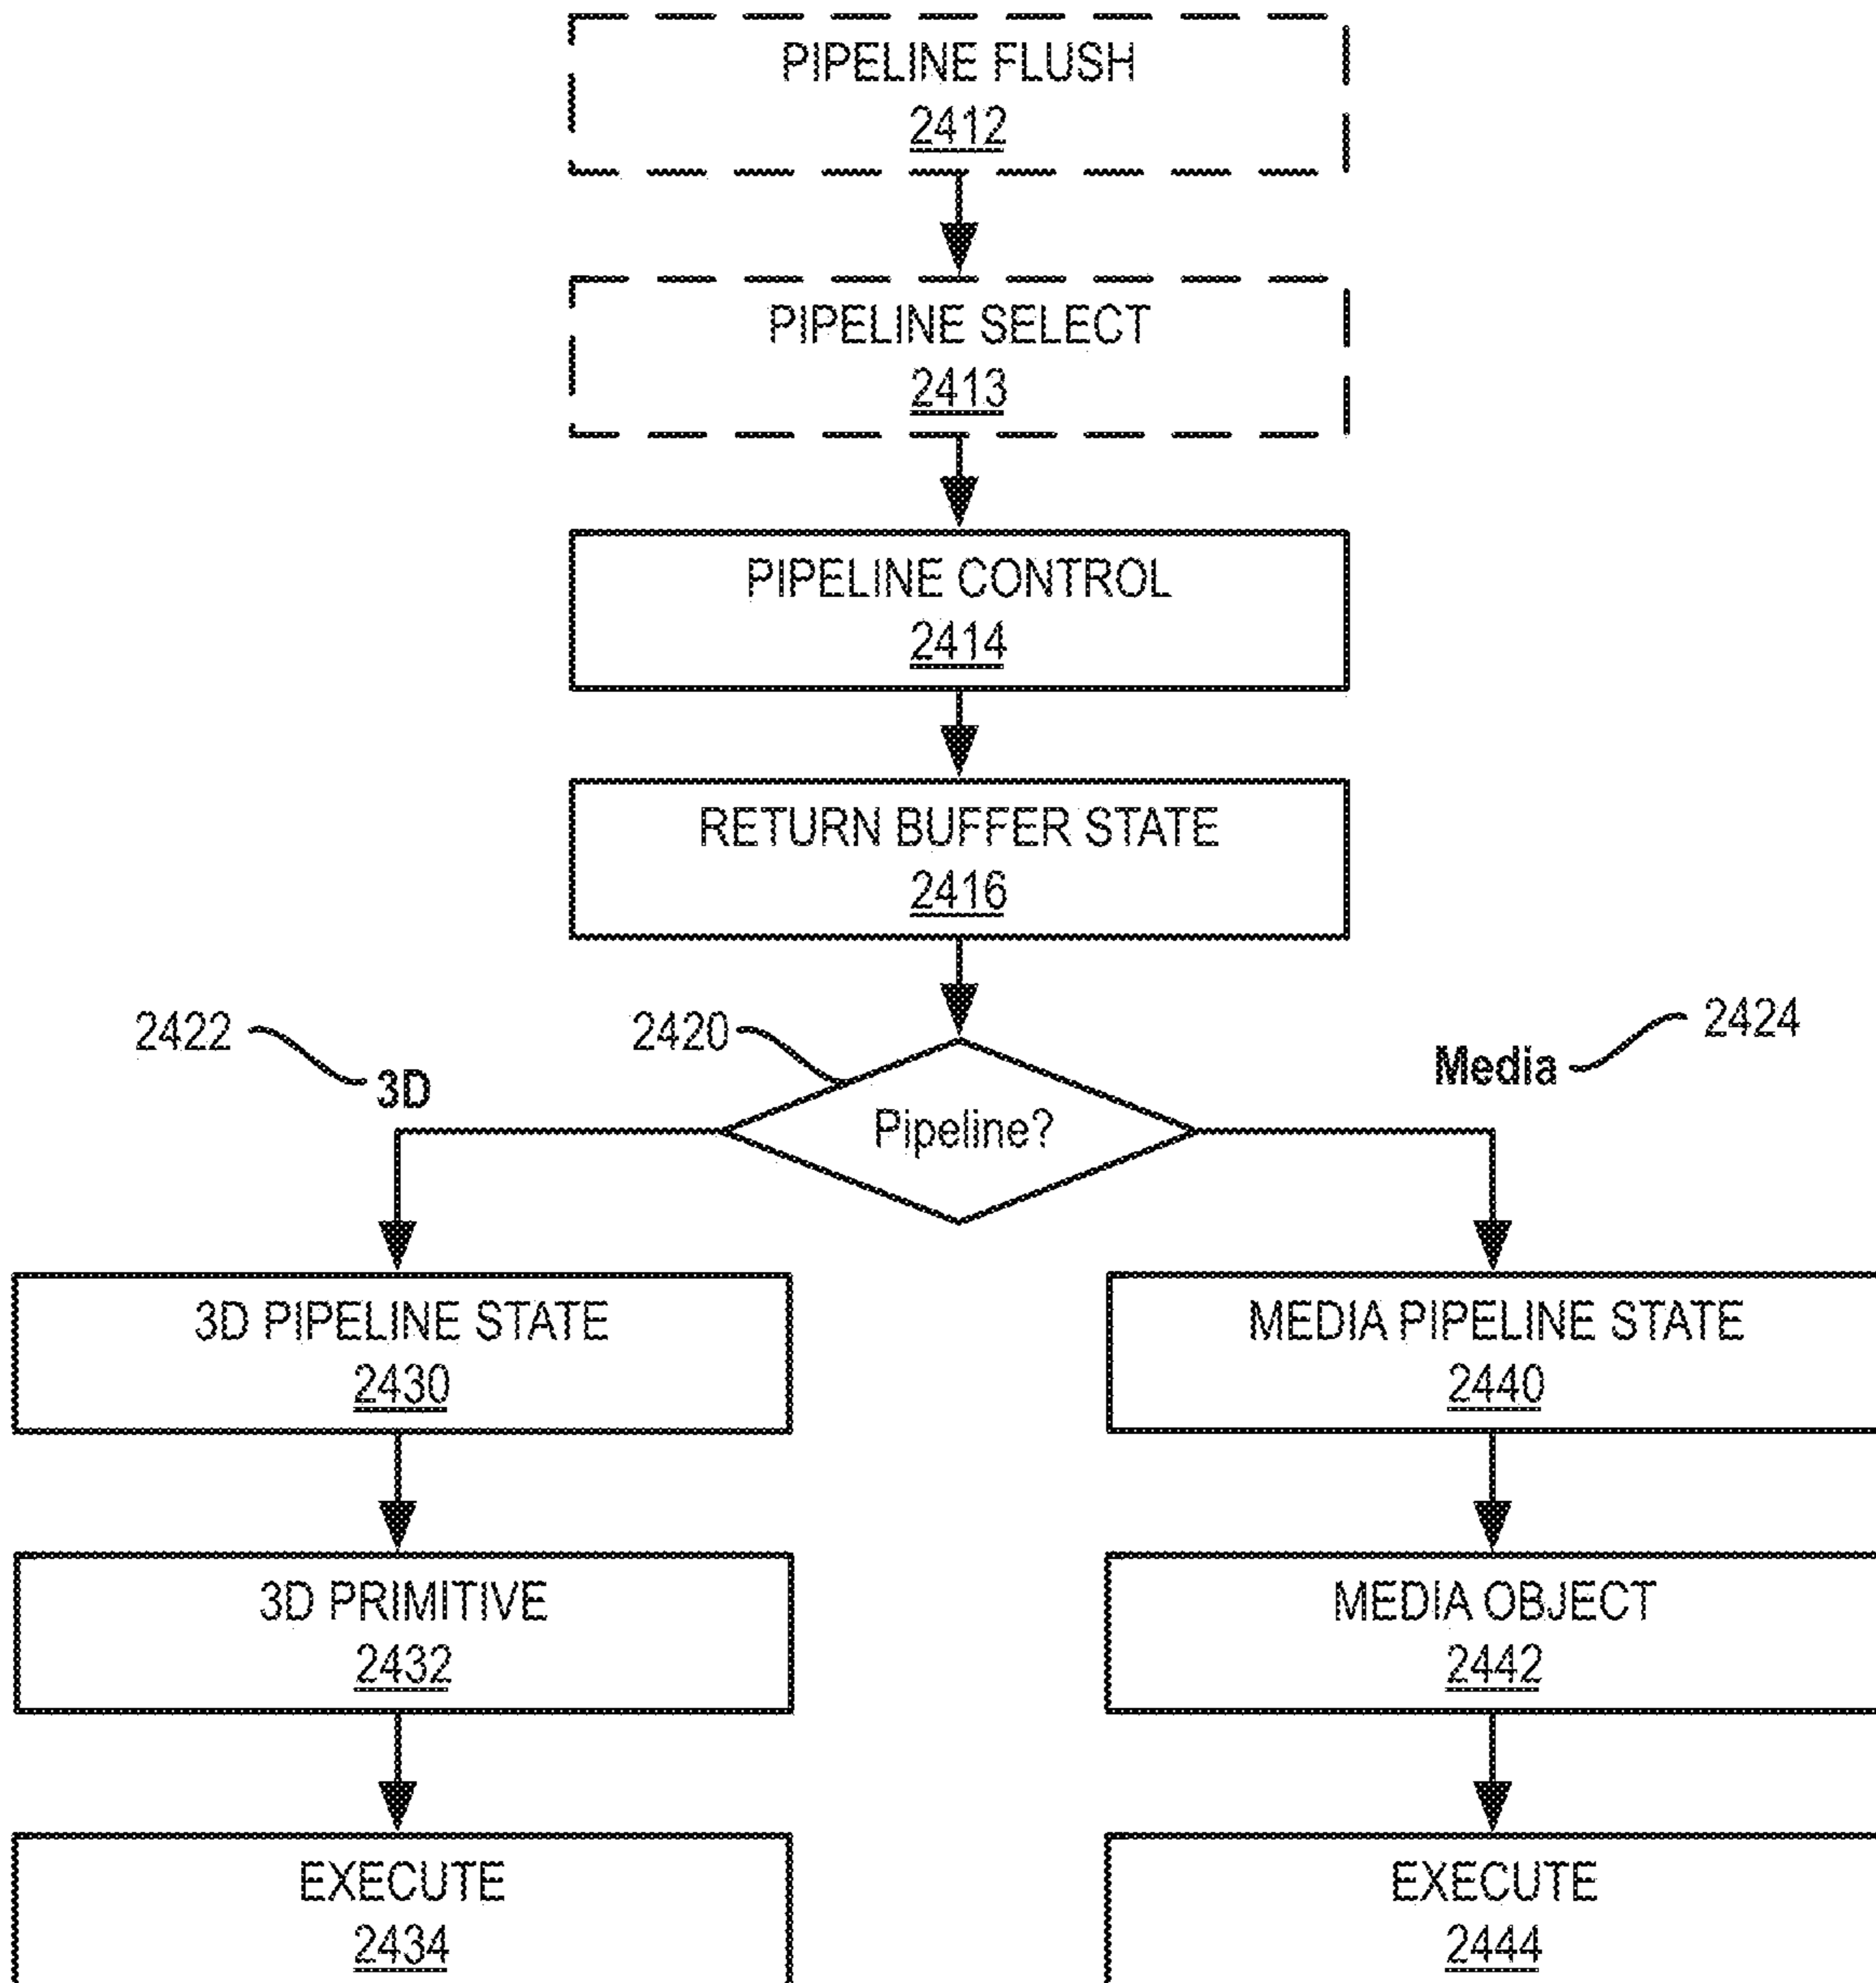 PIPELINE FLUSH
2412
PIPELINE SELECT
2413
PIPELINE CONTROL
2414
RETURN BUFFER STATE
2416
2422
2420
2424
3D
Media
Pipeline?
3D PIPELINE STATE
2430
MEDIA PIPELINE STATE
2440
3D PRIMITIVE
2432
MEDIA OBJECT
2442
EXECUTE
2434
EXECUTE
2444